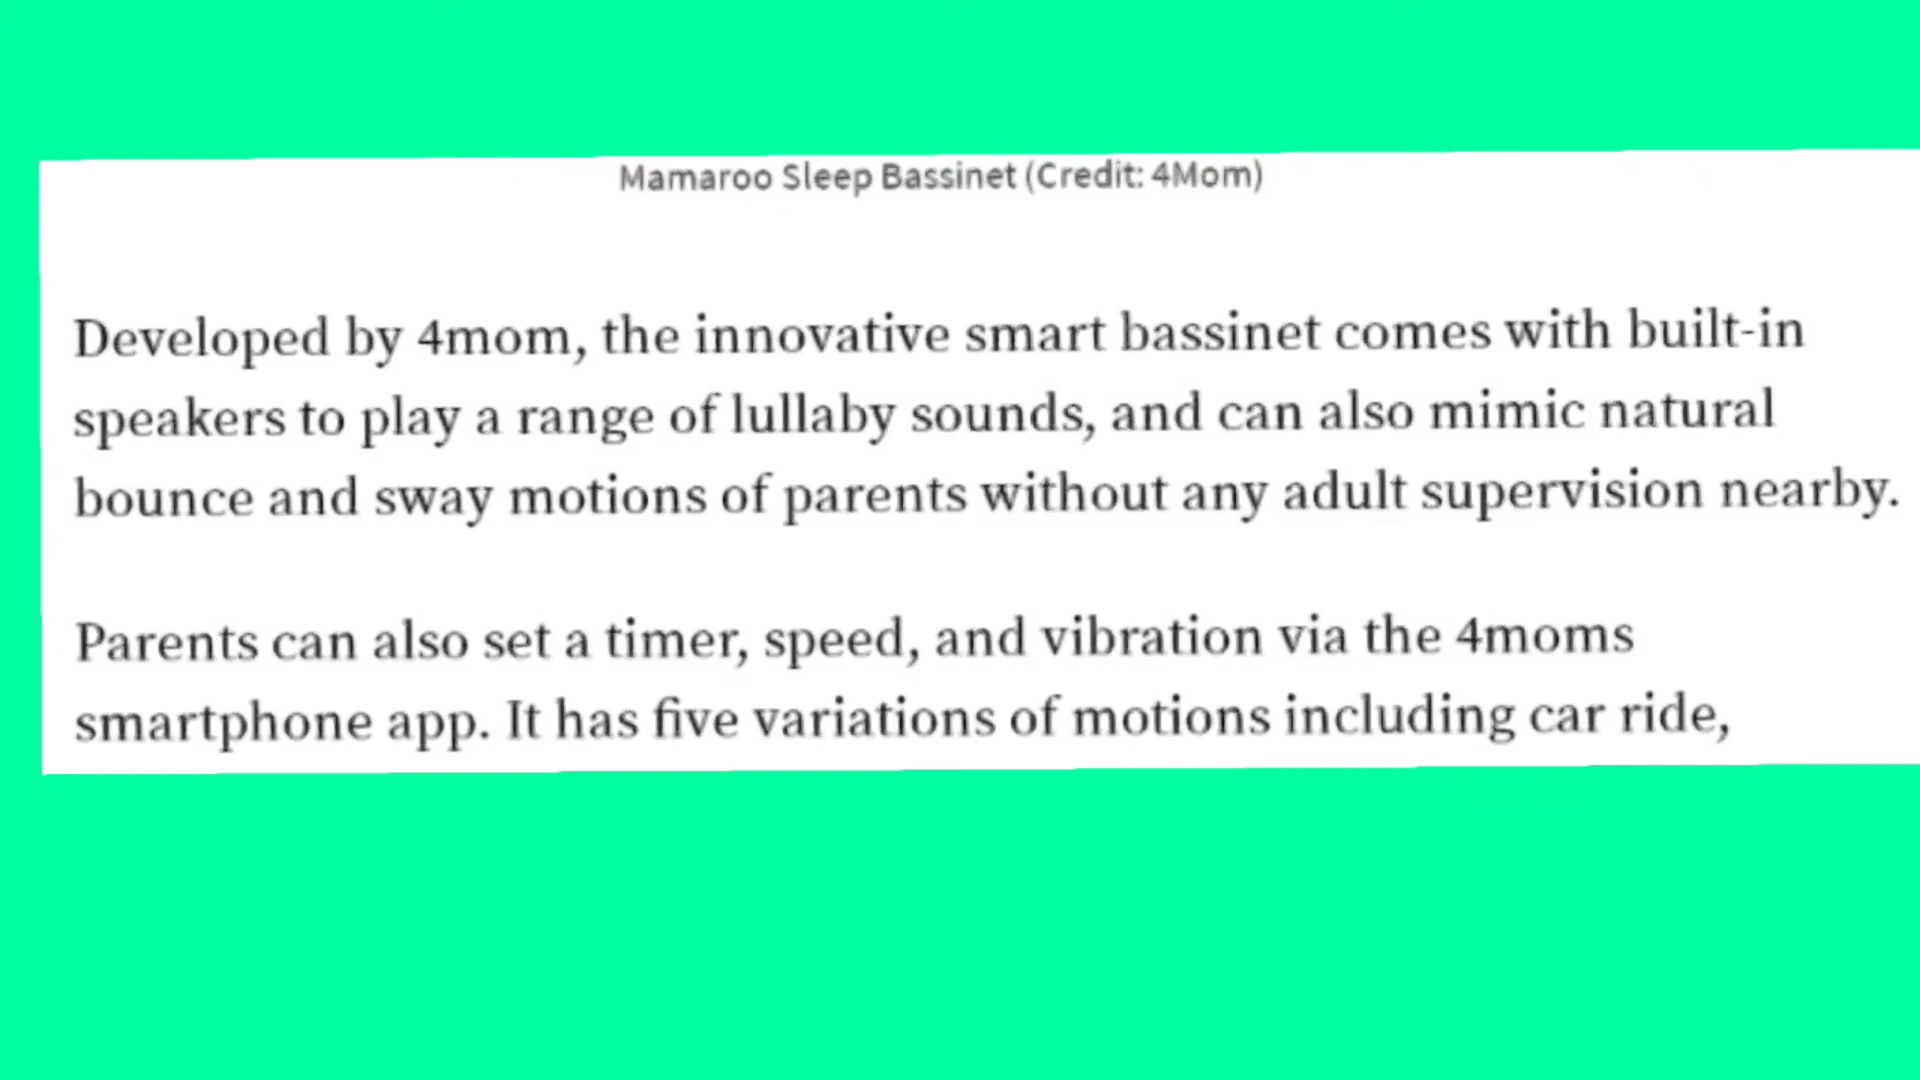 Mamaroo Sleep Bassinet (Credit: 4Mom)
Developed by 4mom, the innovative smart bassinet comes with built-in
speakers to play a range of lullaby sounds, and can also mimic natural
bounce and sway motions of parents without any adult supervision nearby.
Parents can also set a timer, speed, and vibration via the 4moms
smartphone app. It has five variations of motions including car ride,